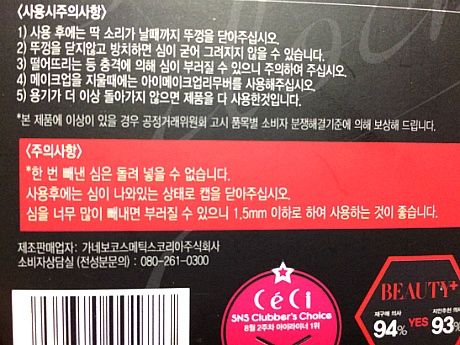 <사용시주의사항>
1) 사용 후에는 딱 소리가 날때까지 뚜껑을 닫아주십시오.
2) 뚜껑을 닫지않고 방치하면 심이 굳어 그려지지 않을 수 있습니다.
3) 떨어뜨리는 등 충격에 의해 심이 부러질 수 있으니 주의하여 주십시오.
4) 메이크업을 지울때에는 아이메이크업리무버를 사용해주십시오.
5) 용기가 더 이상 돌아가지 않으면 제품을 다 사용한것입니다.
*본 제품에 이상이 있을 경우 공정거래위원회 고시 품목별 소비자 분쟁해결기준에 의해 보상해 드립니다.
<주의사항>
*한 번 빼낸 심은 돌려 넣을 수 없습니다.
사용후에는 심이 나와있는 상태로 캡을 닫아주십시오.
심을 너무 많이 빼내면 부러질 수 있으니 1.5mm 이하로 하여 사용하는 것이 좋습니다.
제조판매업자: 가네보코스메틱스코리아주식회사
소비자상담실 (전성분문의) : 080-261-0300
CéCi
SNS Clubber's Choice
8월 2주차 아이라이너 1위
BEAUTY+
재구매 의사
지인추천 의사
94% YES 93%